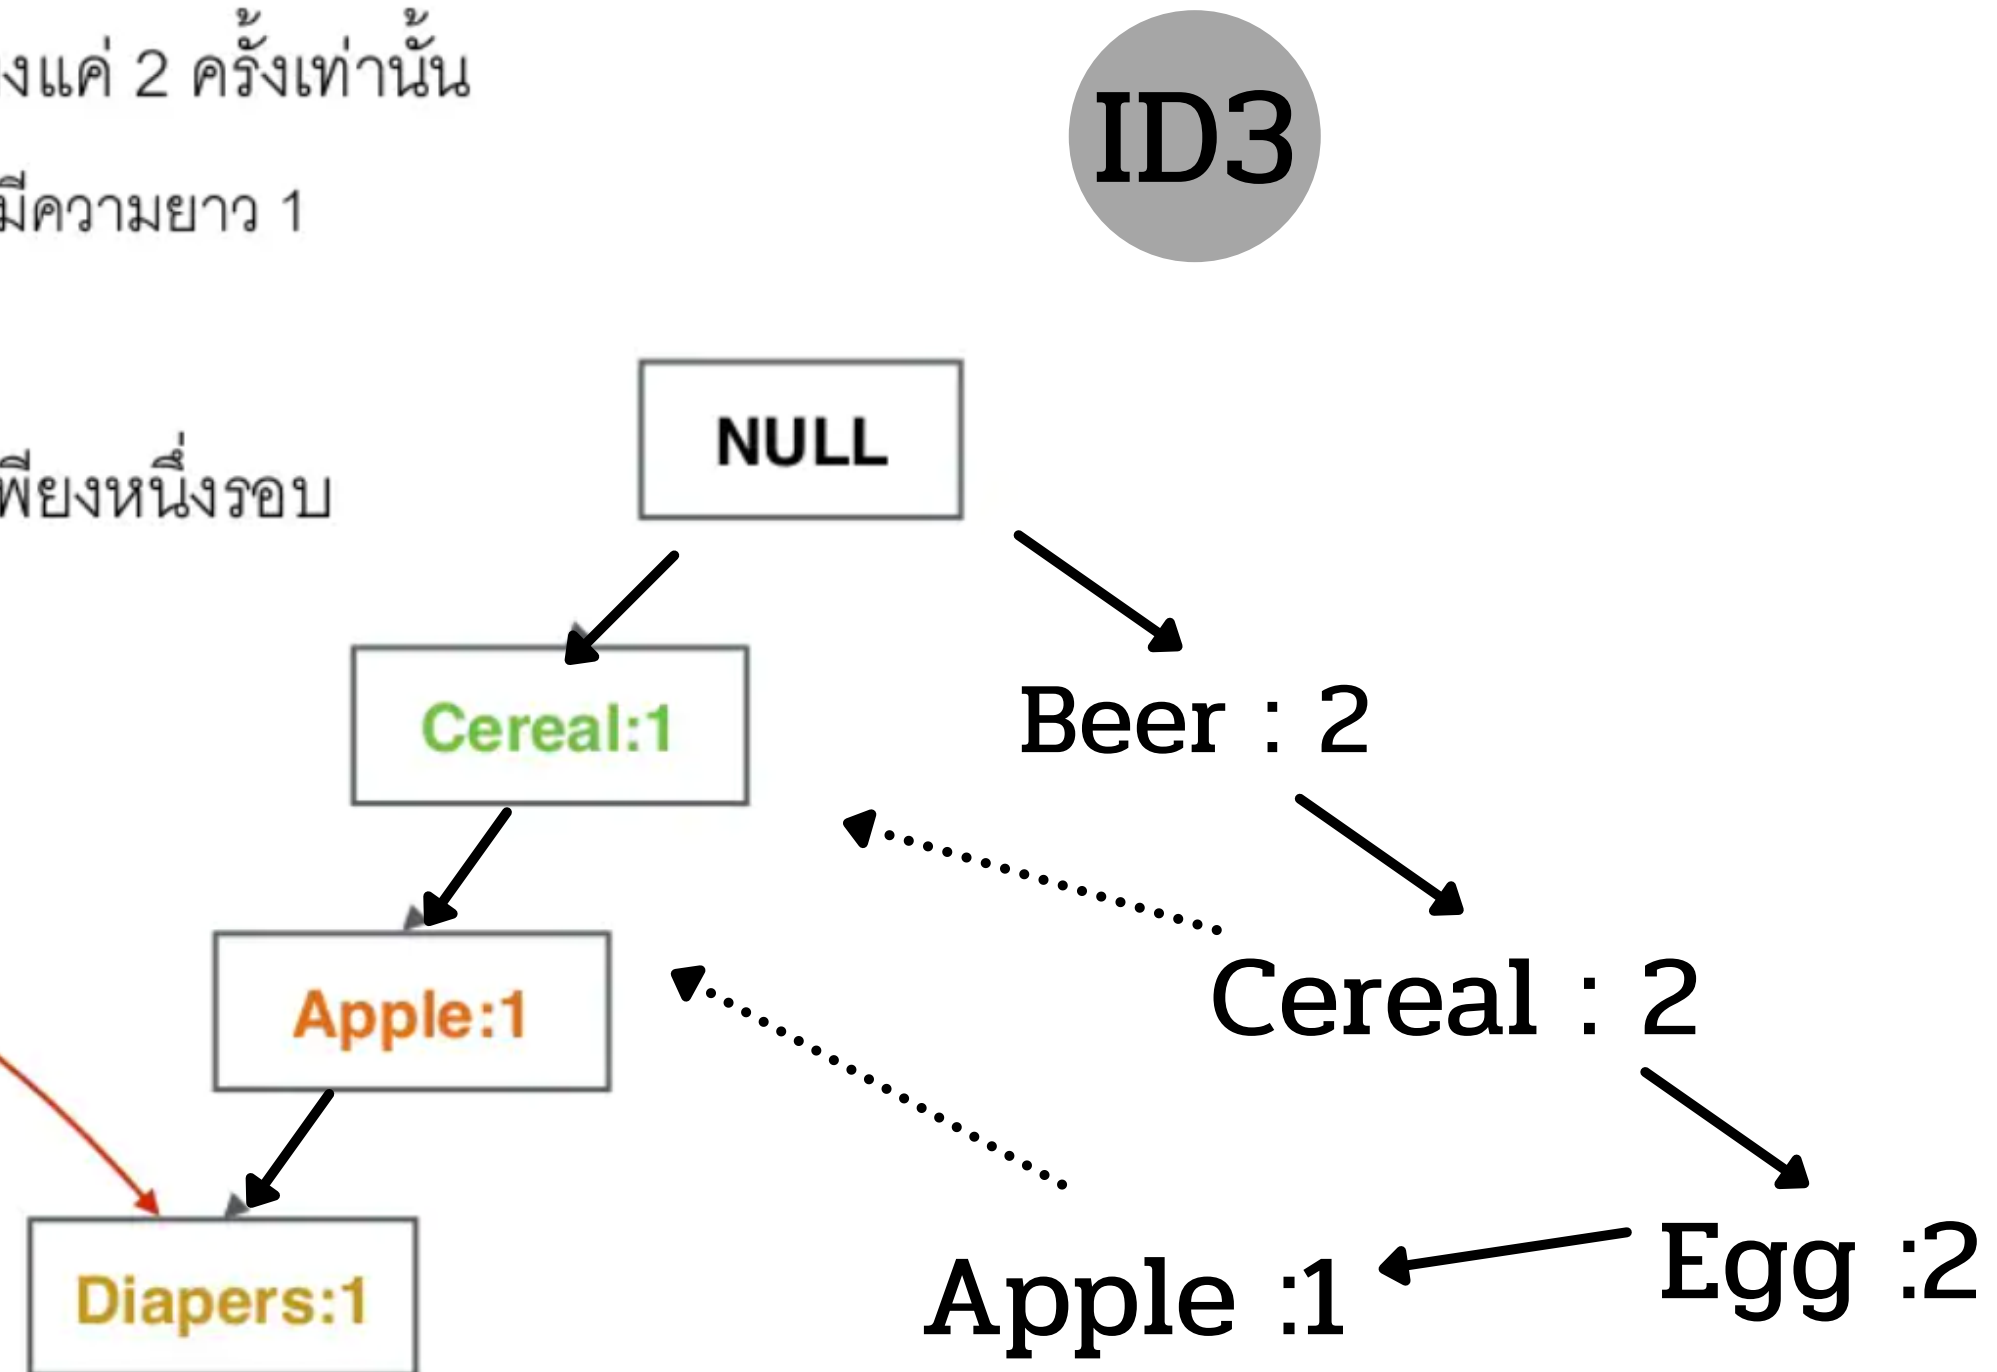 งแค่ 2 ครั้งเท่านั้น
ID3
มีความยาว 1
NULL
พียงหนึ่งรอบ
Cereal:1
Beer : 2
Apple:1
Cereal : 2
Diapers:1
Apple :1
Egg :2